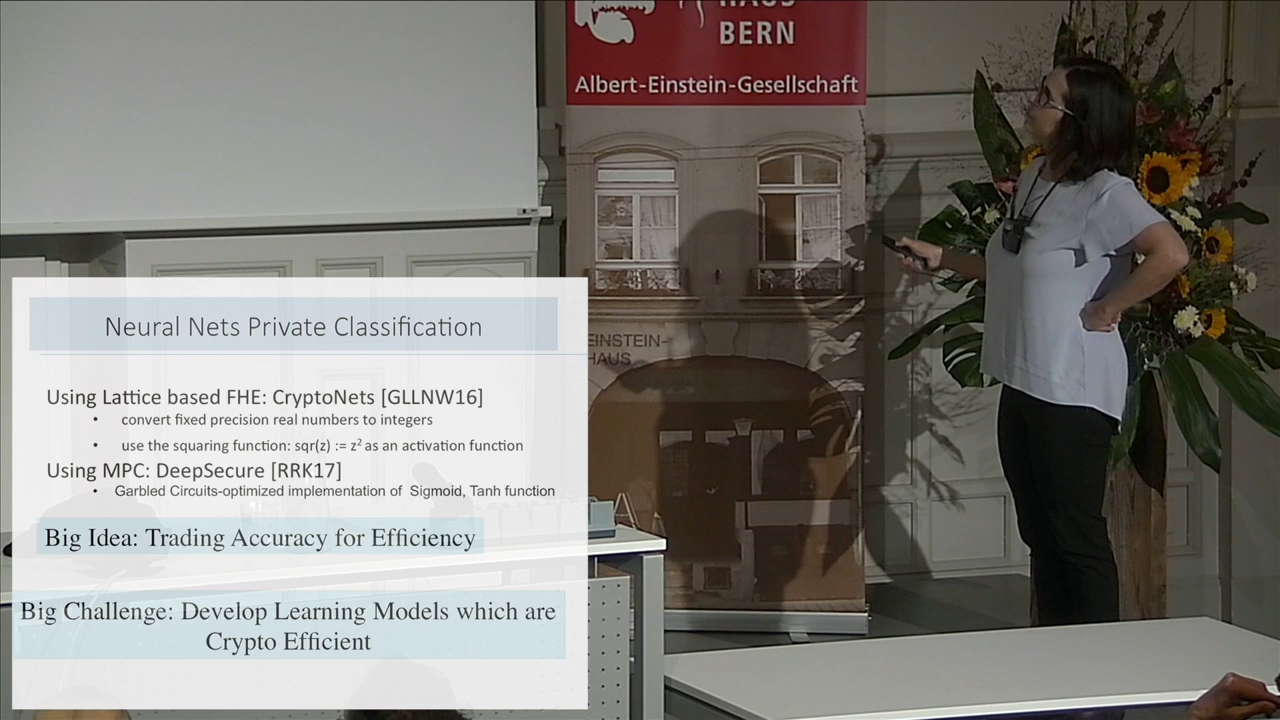 HAUS
BERN
Albert-Einstein-Gesellschaft
EINSTEIN-
HAUS
Neural Nets Private Classification
Using Lattice based FHE: CryptoNets [GLLNW16]
• convert fixed precision real numbers to integers
• use the squaring function: sqr(z) := z² as an activation function
Using MPC: DeepSecure [RRK17]
• Garbled Circuits-optimized implementation of Sigmoid, Tanh function
Big Idea: Trading Accuracy for Efficiency
Big Challenge: Develop Learning Models which are
Crypto Efficient